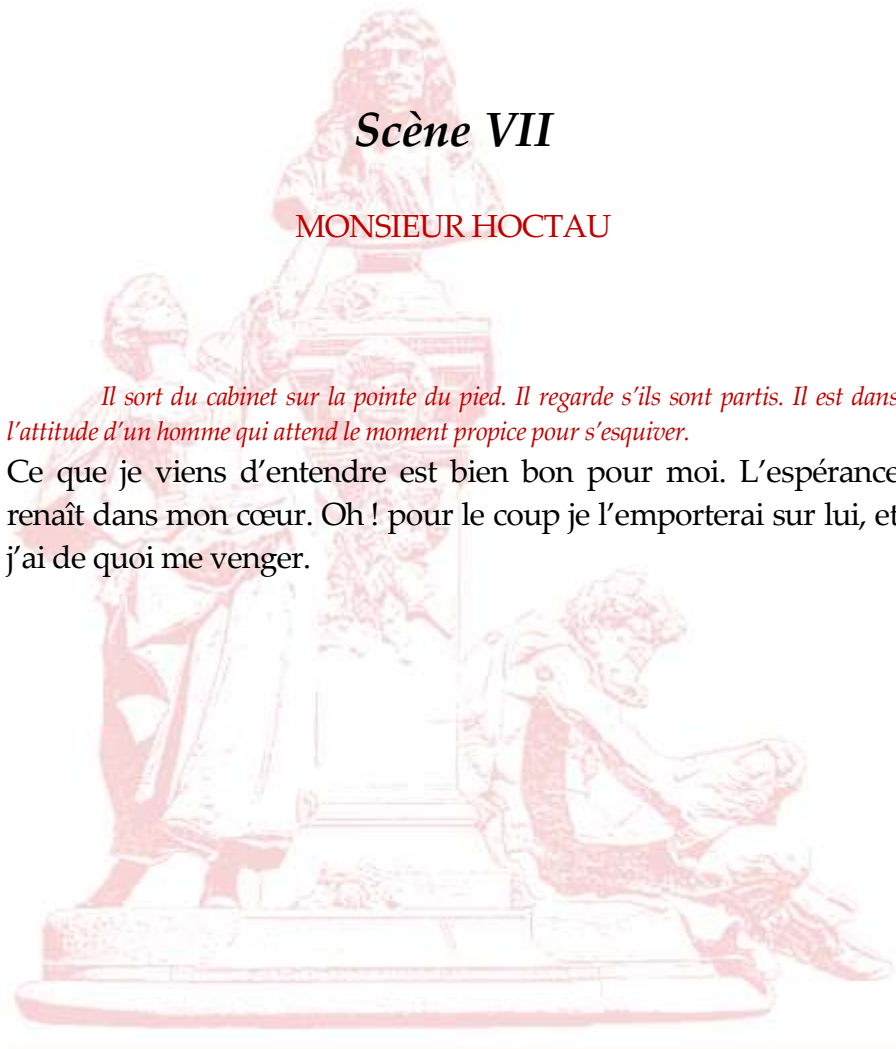 Scène VII
MONSIEUR HOCTAU
Il sort du cabinet sur la pointe du pied. Il regarde s’ils sont partis. Il est dans
l’attitude d’un homme qui attend le moment propice pour s’esquiver.
Ce que je viens d’entendre est bien bon pour moi. L’espérance
renaît dans mon cœur. Oh ! pour le coup je l’emporterai sur lui, et
j’ai de quoi me venger.